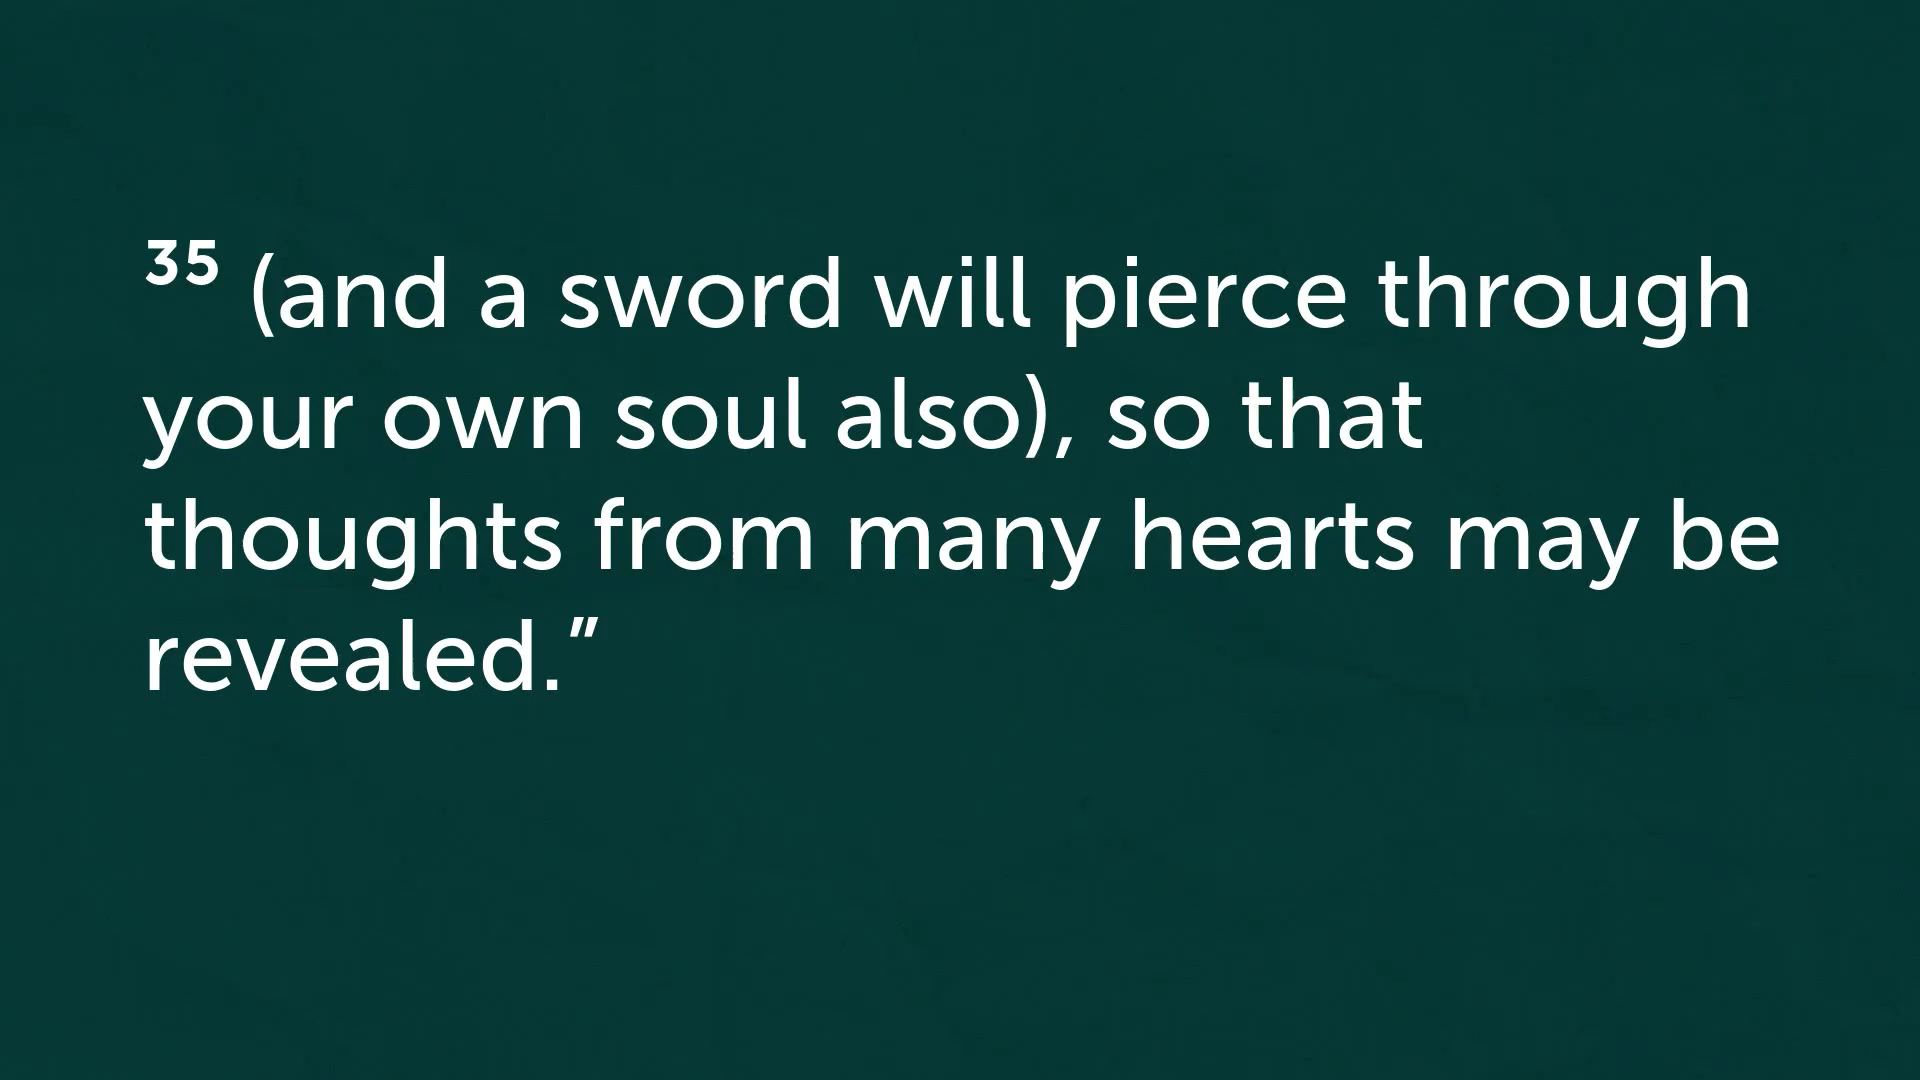 35 (and a sword will pierce through
your own soul also), so that
thoughts from many hearts may be
revealed.”